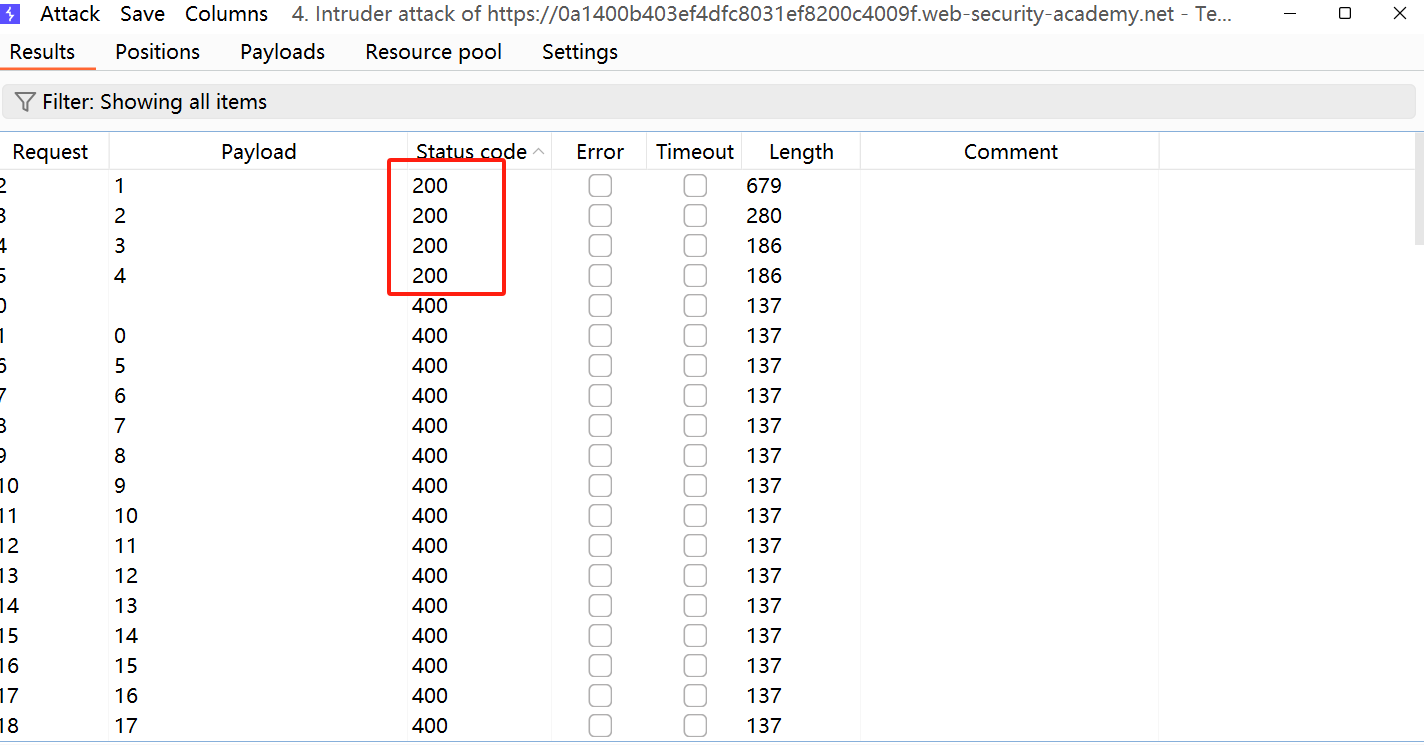 Attack Save Columns 4. Intruder attack of https://0a1400b403ef4dfc8031ef8200c4009f.web-security-academy.net - Te...
Results Positions Payloads Resource pool Settings
Filter: Showing all items
Request Payload Status code Error Timeout Length Comment
2 1 200 679
3 2 200 280
4 3 200 186
5 4 200 186
0 400 137
1 0 400 137
6 5 400 137
7 6 400 137
8 7 400 137
9 8 400 137
10 9 400 137
11 10 400 137
12 11 400 137
13 12 400 137
14 13 400 137
15 14 400 137
16 15 400 137
17 16 400 137
18 17 400 137